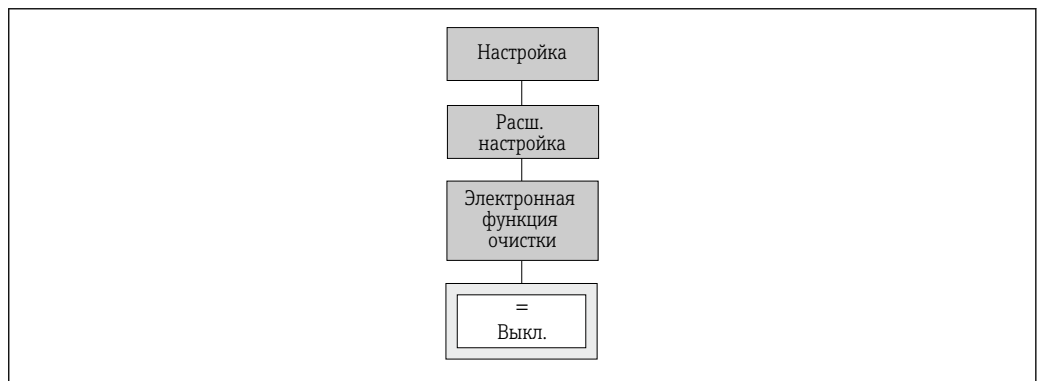 Настройка
Расш.
настройка
Электронная
функция
очистки
=
Выкл.